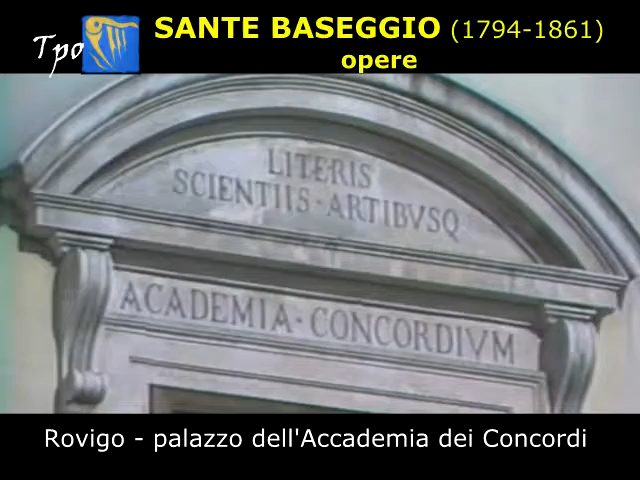 Tpo
SANTE BASEGGIO (1794-1861)
opere
LITERIS
SCIENTIIS·ARTIBVSQ
ACADEMIA·CONCORDIVM
Rovigo - palazzo dell'Accademia dei Concordi